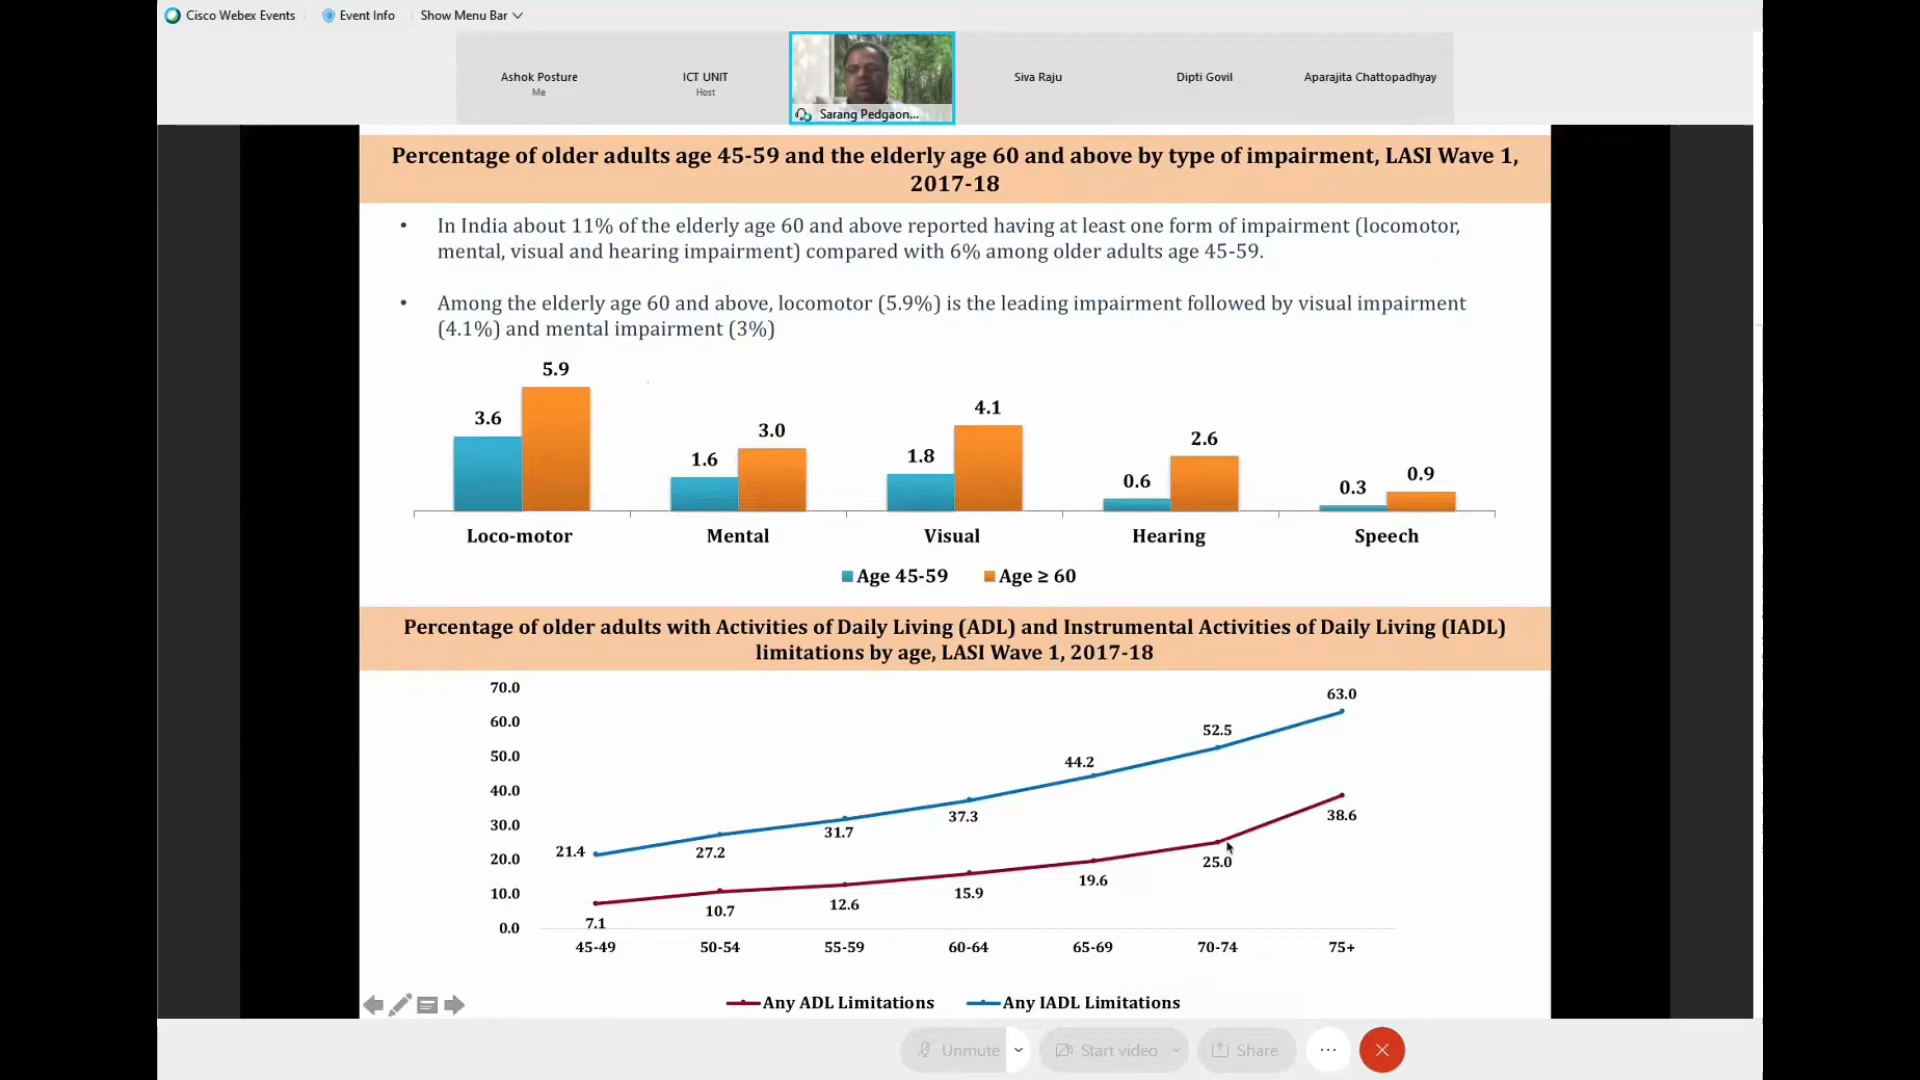 Cisco Webex Events
Event Info
Show Menu Bar
Ashok Posture
Me
ICT UNIT
Host
Sarang Pedgaon...
Siva Raju
Dipti Govil
Aparajita Chattopadhyay
Percentage of older adults age 45-59 and the elderly age 60 and above by type of impairment, LASI Wave 1,
2017-18
• In India about 11% of the elderly age 60 and above reported having at least one form of impairment (locomotor,
mental, visual and hearing impairment) compared with 6% among older adults age 45-59.
• Among the elderly age 60 and above, locomotor (5.9%) is the leading impairment followed by visual impairment
(4.1%) and mental impairment (3%)
3.6 5.9 1.6 3.0 1.8 4.1 0.6 2.6 0.3 0.9
Loco-motor Mental Visual Hearing Speech
Age 45-59 Age ≥ 60
Percentage of older adults with Activities of Daily Living (ADL) and Instrumental Activities of Daily Living (IADL)
limitations by age, LASI Wave 1, 2017-18
70.0
60.0
50.0
40.0
30.0
20.0
10.0
0.0
21.4 27.2 31.7 37.3 44.2 52.5 63.0
7.1 10.7 12.6 15.9 19.6 25.0 38.6
45-49 50-54 55-59 60-64 65-69 70-74 75+
Any ADL Limitations Any IADL Limitations
Unmute
Start video
Share